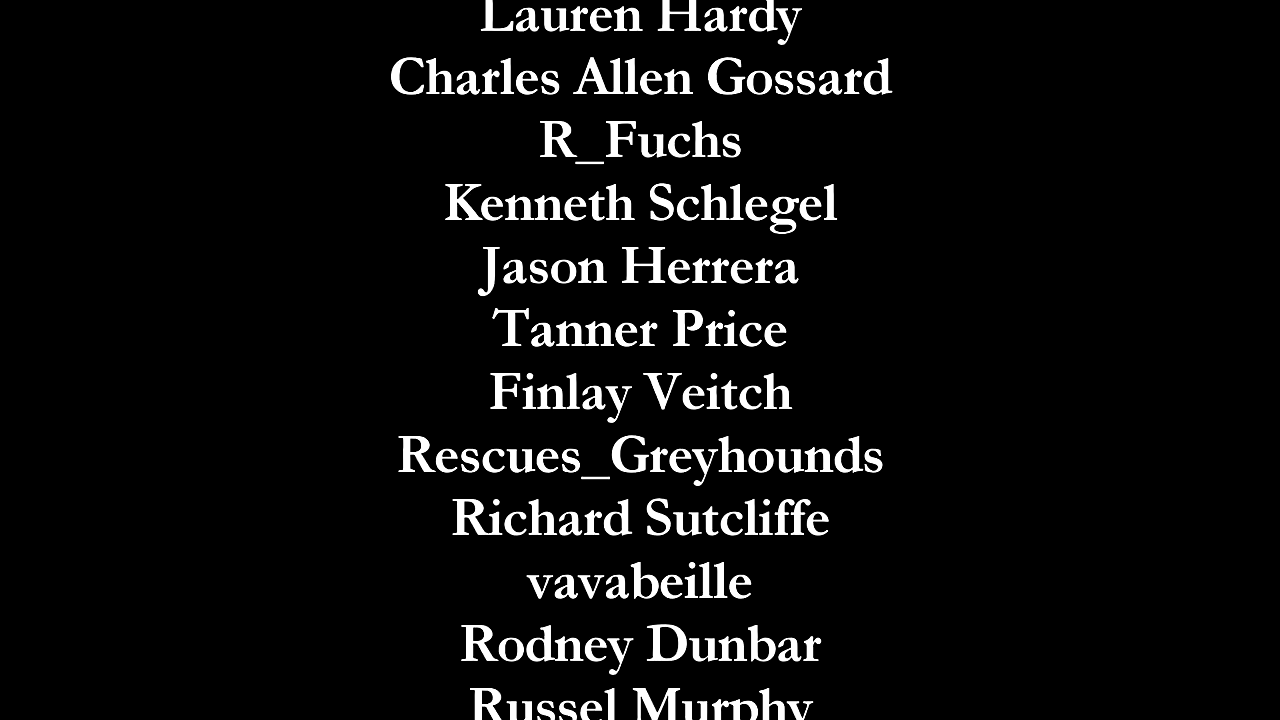 Lauren Hardy
Charles Allen Gossard
R_Fuchs
Kenneth Schlegel
Jason Herrera
Tanner Price
Finlay Veitch
Rescues_Greyhounds
Richard Sutcliffe
vavabeille
Rodney Dunbar
Russel Murphy